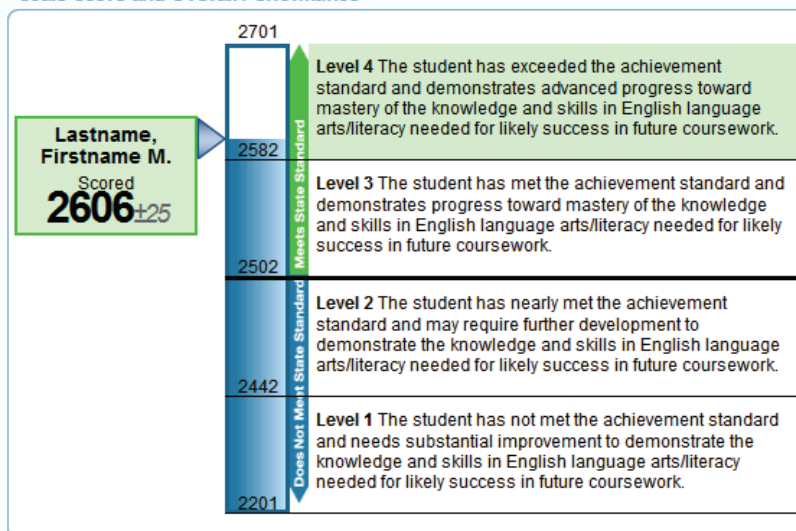 Scale Score and Overall Performance
2701
Level 4 The student has exceeded the achievement
standard and demonstrates advanced progress toward
mastery of the knowledge and skills in English language
arts/literacy needed for likely success in future coursework.
Lastname,
Firstname M.
Scored
2606±25
2582
Meets State Standard
Level 3 The student has met the achievement standard and
demonstrates progress toward mastery of the knowledge
and skills in English language arts/literacy needed for likely
success in future coursework.
2502
Level 2 The student has nearly met the achievement
standard and may require further development to
demonstrate the knowledge and skills in English language
arts/literacy needed for likely success in future coursework.
Does Not Meet State Standard
2442
Level 1 The student has not met the achievement standard
and needs substantial improvement to demonstrate the
knowledge and skills in English language arts/literacy
needed for likely success in future coursework.
2201